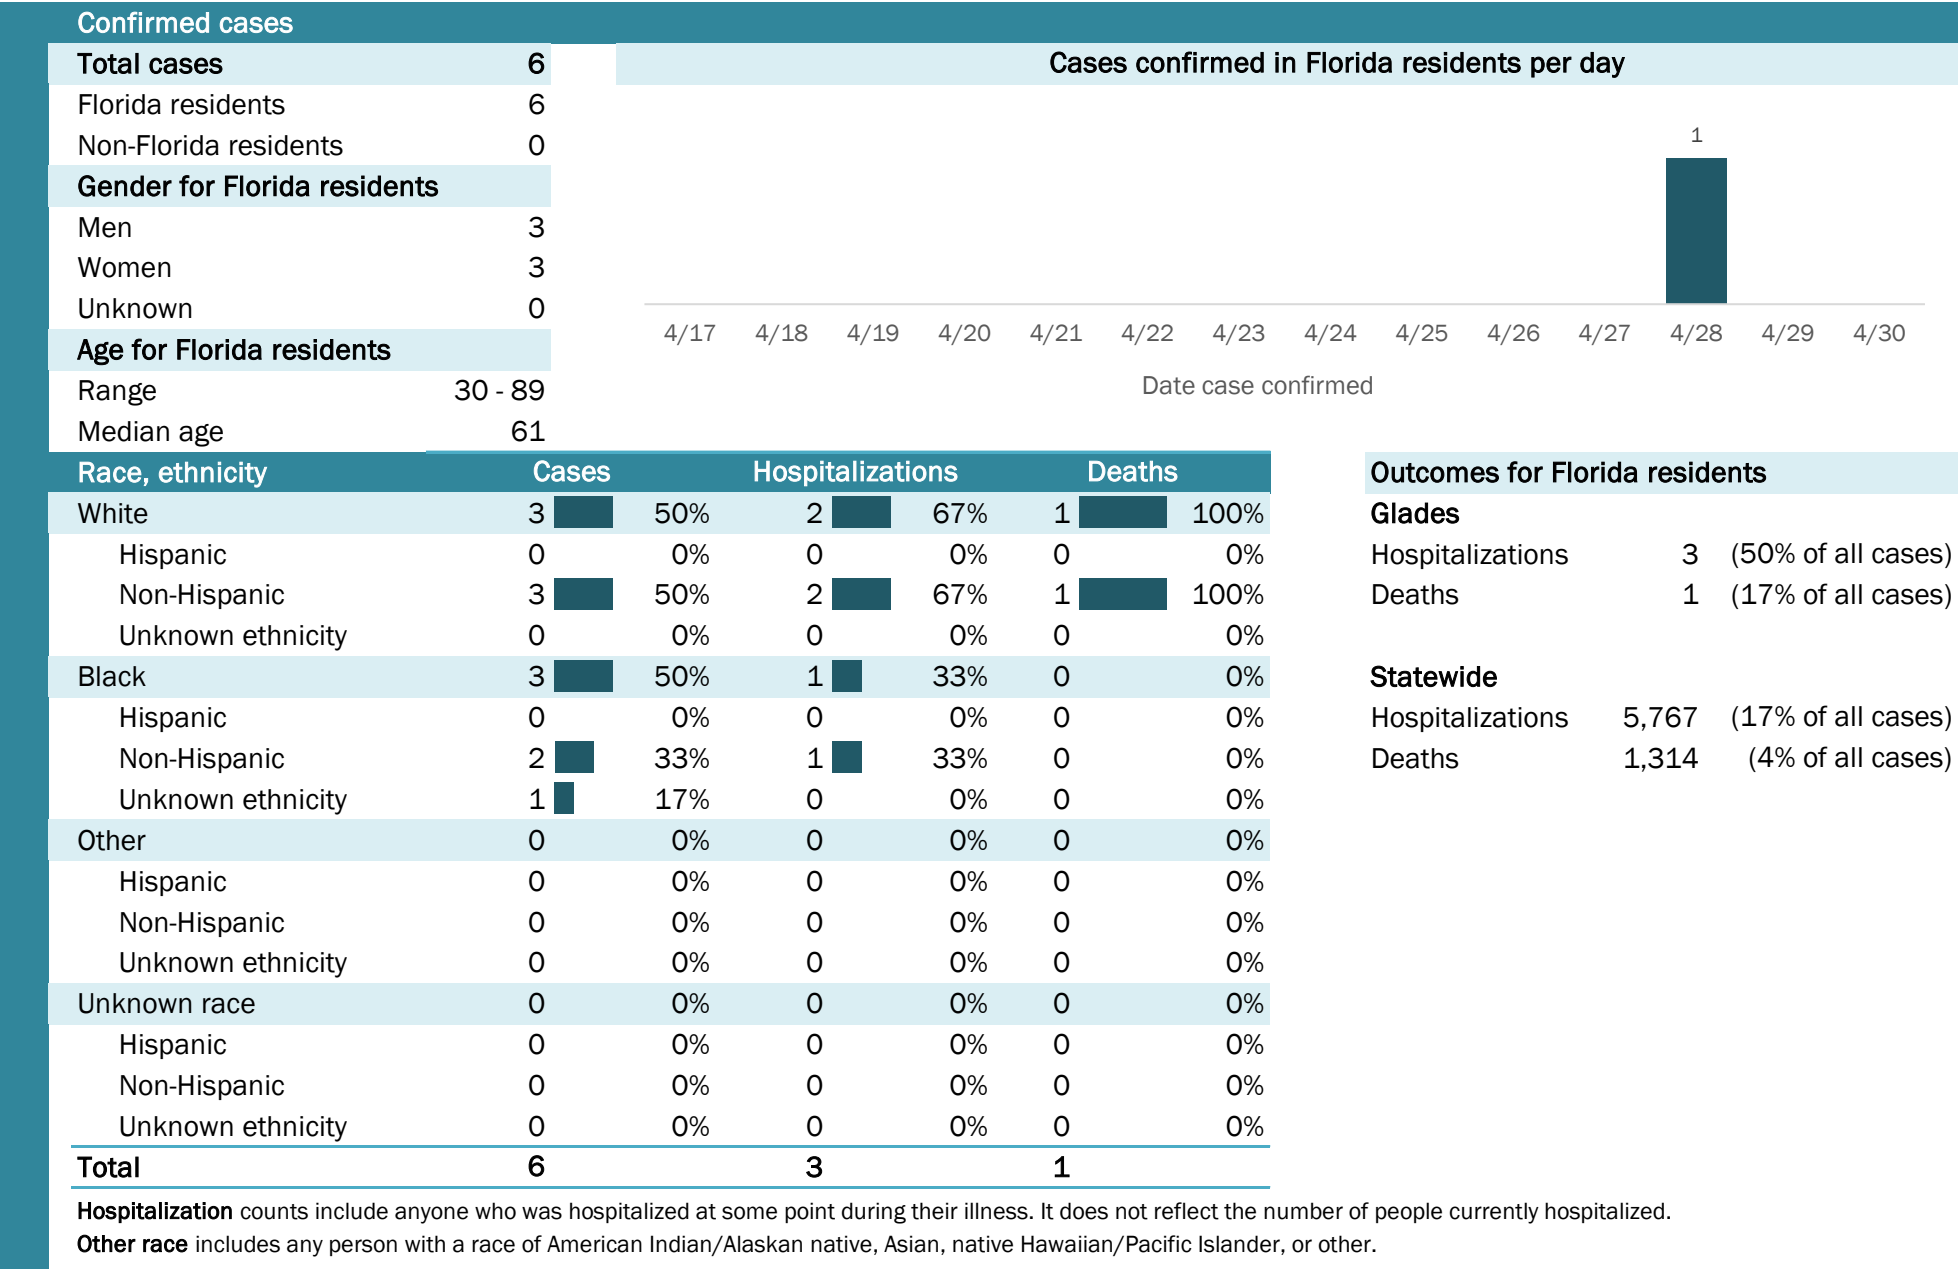 Confirmed cases
Total cases 6
Florida residents 6
Non-Florida residents 0
Gender for Florida residents
Men 3
Women 3
Unknown 0
Age for Florida residents
Range 30 - 89
Median age 61
Cases confirmed in Florida residents per day
1
4/17 4/18 4/19 4/20 4/21 4/22 4/23 4/24 4/25 4/26 4/27 4/28 4/29 4/30
Date case confirmed
Race, ethnicity Cases Hospitalizations Deaths
White 3 50% 2 67% 1 100%
Hispanic 0 0% 0 0% 0 0%
Non-Hispanic 3 50% 2 67% 1 100%
Unknown ethnicity 0 0% 0 0% 0 0%
Black 3 50% 1 33% 0 0%
Hispanic 0 0% 0 0% 0 0%
Non-Hispanic 2 33% 1 33% 0 0%
Unknown ethnicity 1 17% 0 0% 0 0%
Other 0 0% 0 0% 0 0%
Hispanic 0 0% 0 0% 0 0%
Non-Hispanic 0 0% 0 0% 0 0%
Unknown ethnicity 0 0% 0 0% 0 0%
Unknown race 0 0% 0 0% 0 0%
Hispanic 0 0% 0 0% 0 0%
Non-Hispanic 0 0% 0 0% 0 0%
Unknown ethnicity 0 0% 0 0% 0 0%
Total 6 3 1
Outcomes for Florida residents
Glades
Hospitalizations 3 (50% of all cases)
Deaths 1 (17% of all cases)
Statewide
Hospitalizations 5,767 (17% of all cases)
Deaths 1,314 (4% of all cases)
Hospitalization counts include anyone who was hospitalized at some point during their illness. It does not reflect the number of people currently hospitalized.
Other race includes any person with a race of American Indian/Alaskan native, Asian, native Hawaiian/Pacific Islander, or other.